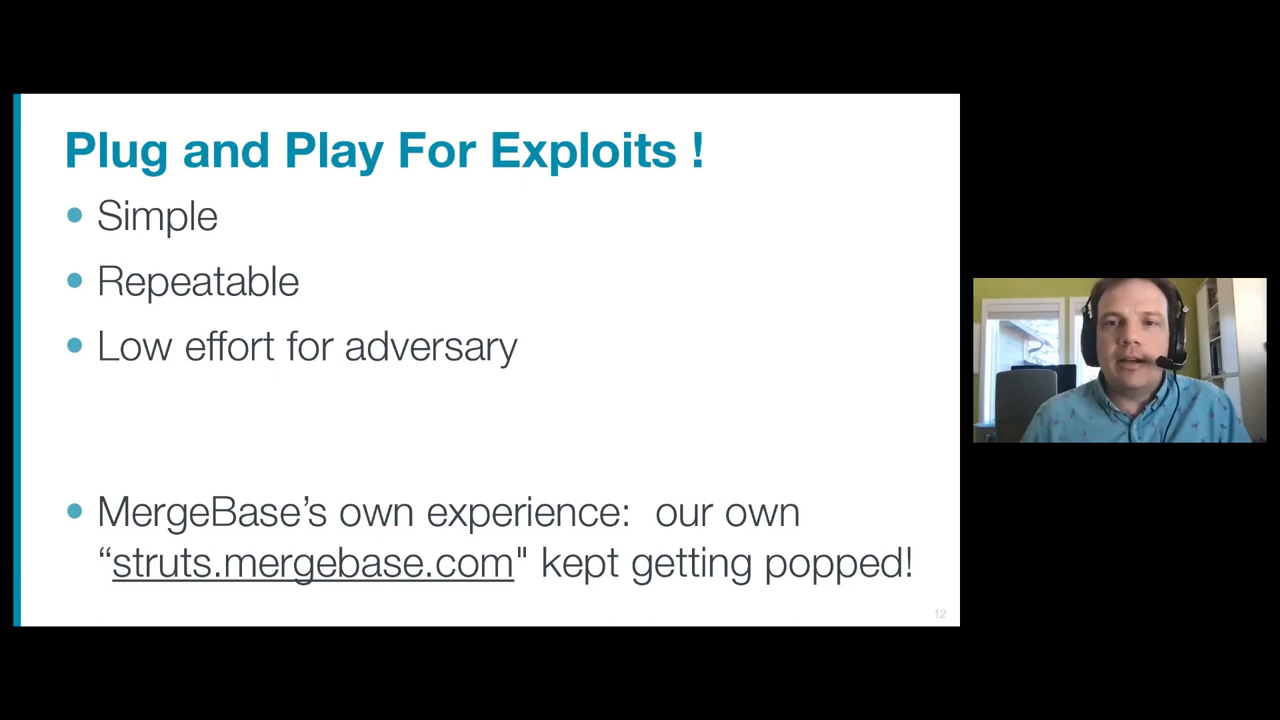 Plug and Play For Exploits !
Simple
Repeatable
Low effort for adversary
MergeBase’s own experience:  our own
“struts.mergebase.com" kept getting popped!
12